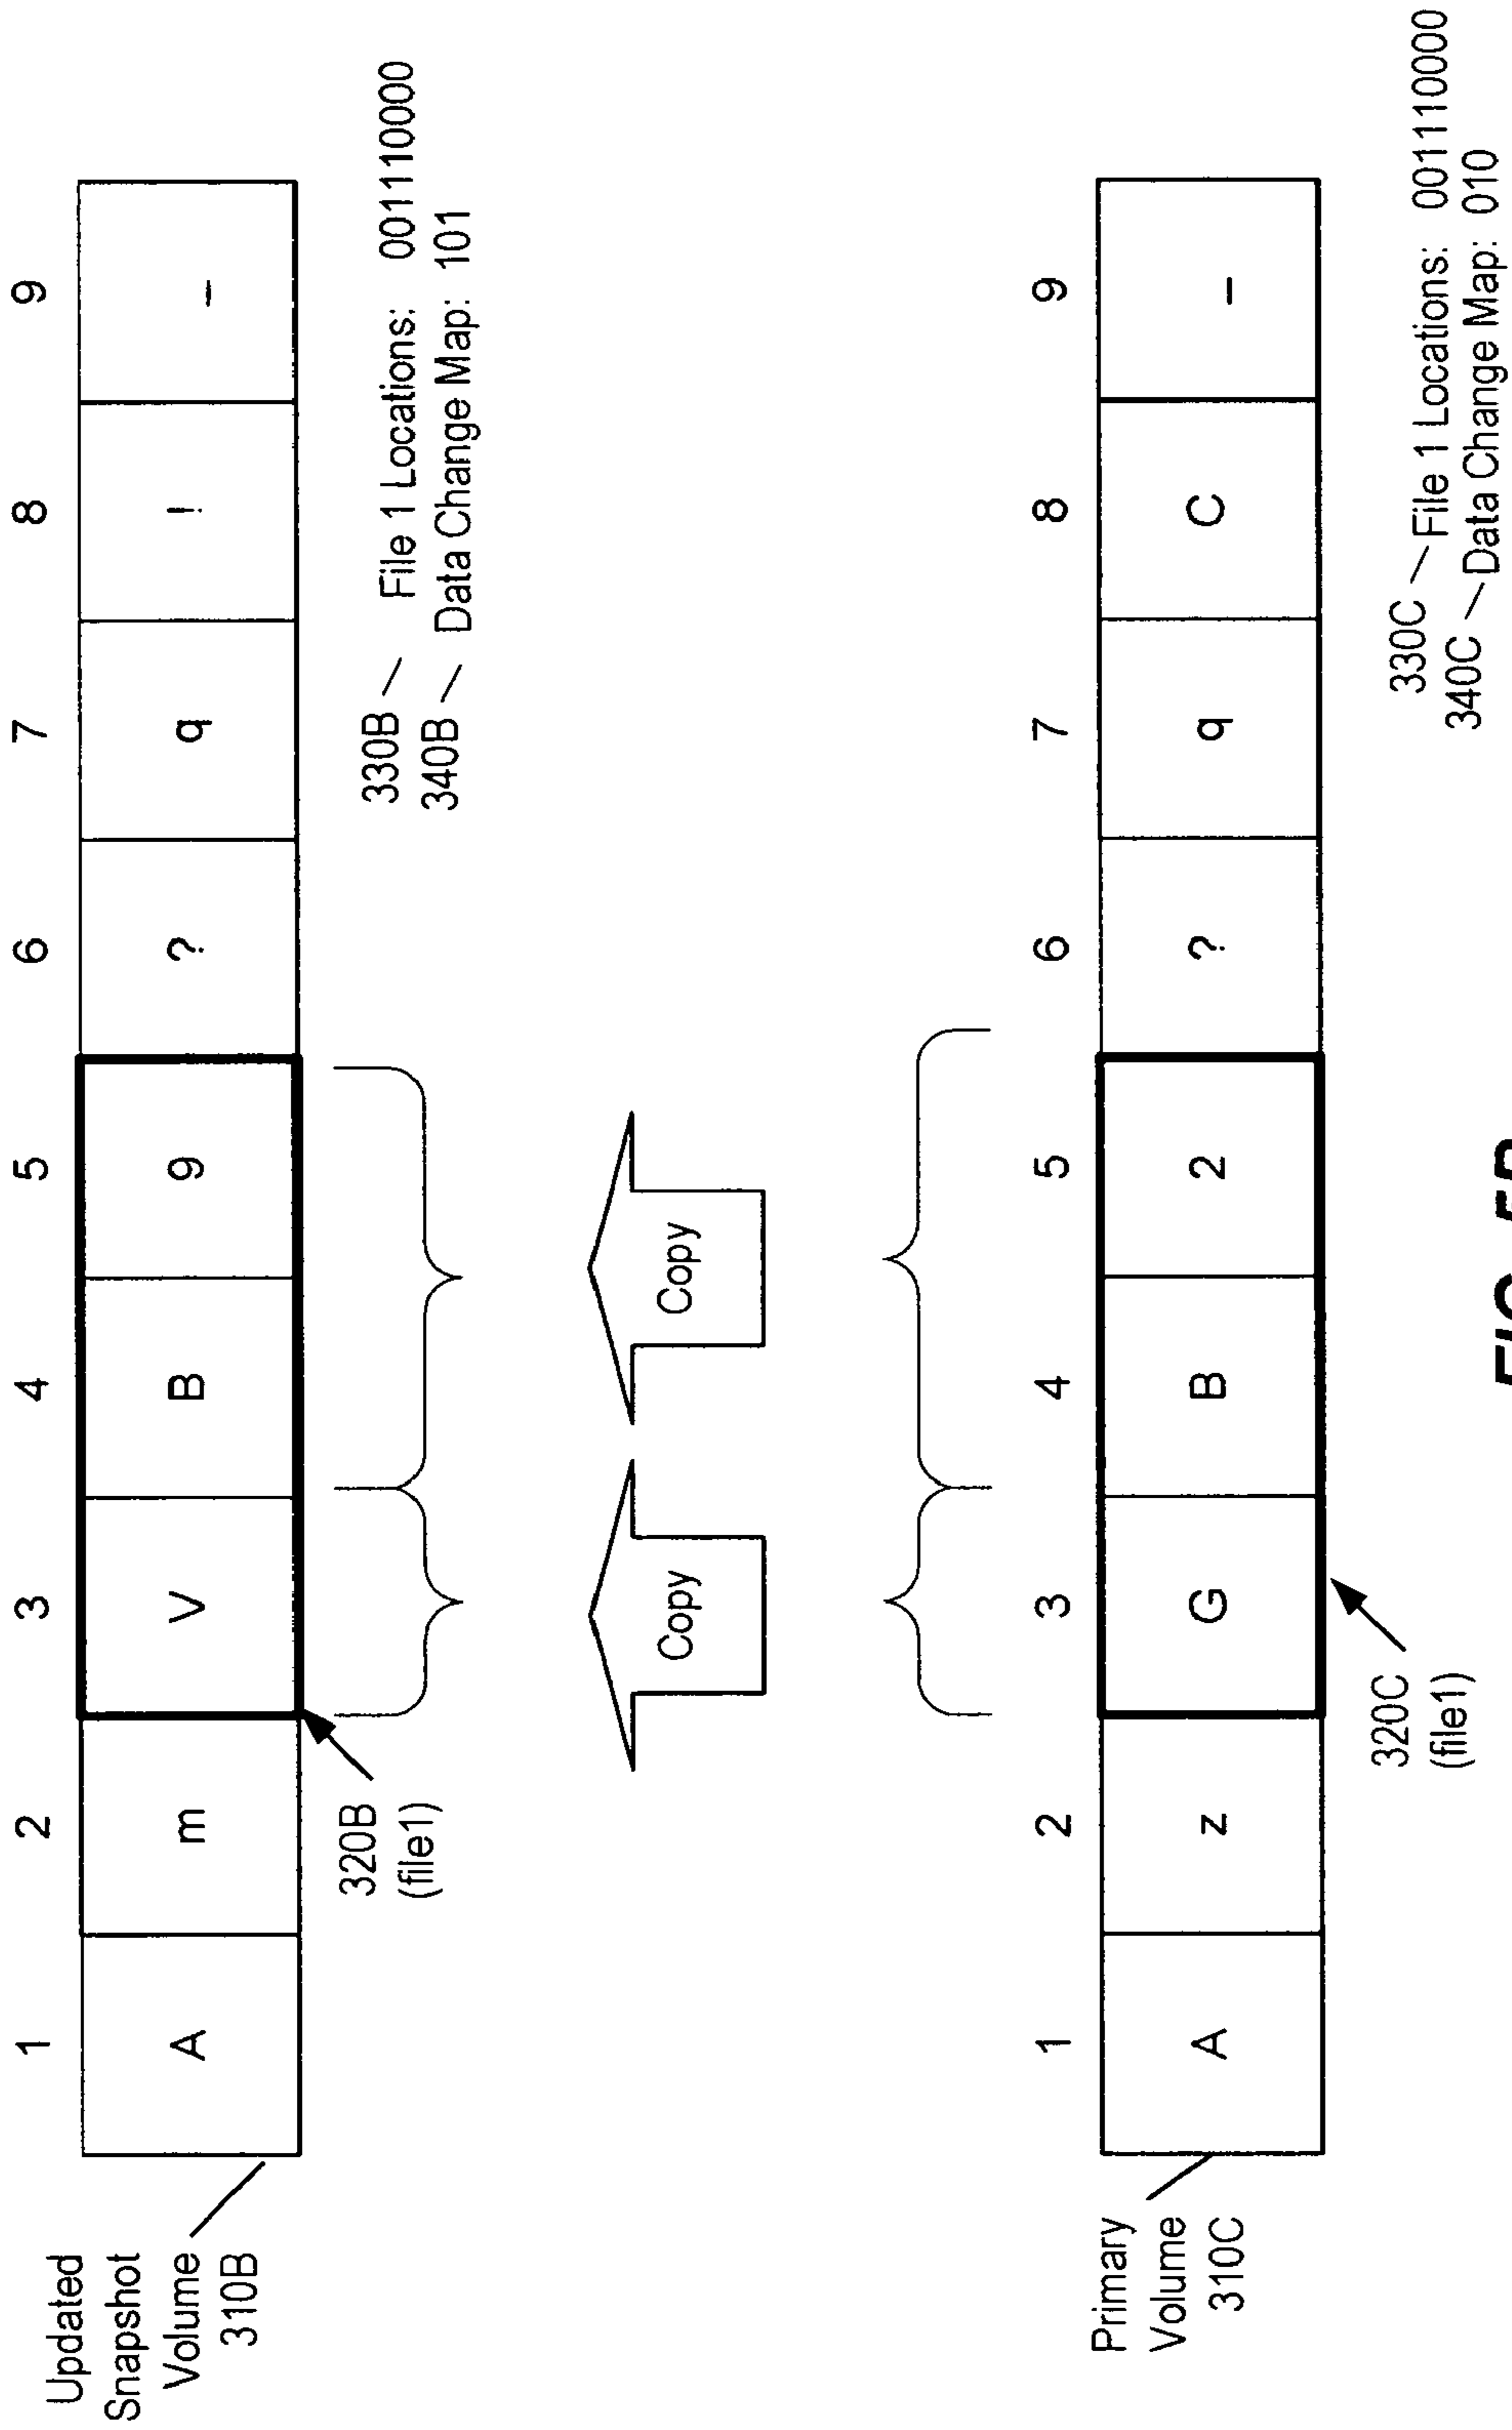 Updated
Snapshot
Volume
310B
1 2 3 4 5 6 7 8 9
A m V B 9 ? q ! –
320B
(file1)
330B File 1 Locations: 001110000
340B Data Change Map: 101
Copy Copy
Primary
Volume
310C
1 2 3 4 5 6 7 8 9
A z G B 2 ? q C –
320C
(file1)
330C File 1 Locations: 001110000
340C Data Change Map: 010